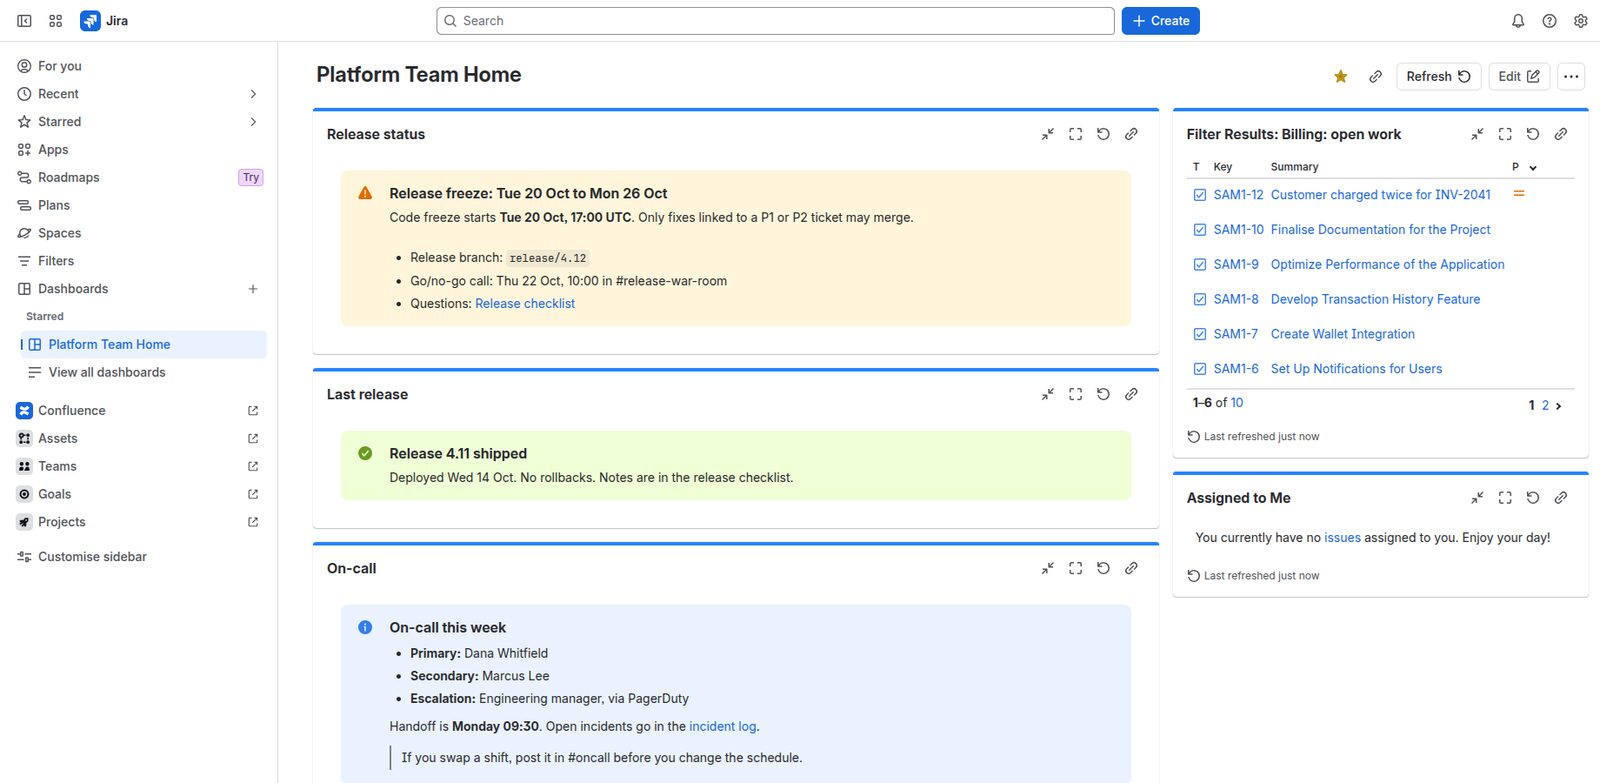 Jira
Search
Create
For you
Recent
Starred
Apps
Roadmaps
Try
Plans
Spaces
Filters
Dashboards
Starred
Platform Team Home
View all dashboards
Confluence
Assets
Teams
Goals
Projects
Customise sidebar
Platform Team Home
Refresh
Edit
Release status
Release freeze: Tue 20 Oct to Mon 26 Oct
Code freeze starts Tue 20 Oct, 17:00 UTC. Only fixes linked to a P1 or P2 ticket may merge.
• Release branch: release/4.12
• Go/no-go call: Thu 22 Oct, 10:00 in #release-war-room
• Questions: Release checklist
Last release
Release 4.11 shipped
Deployed Wed 14 Oct. No rollbacks. Notes are in the release checklist.
On-call
On-call this week
• Primary: Dana Whitfield
• Secondary: Marcus Lee
• Escalation: Engineering manager, via PagerDuty
Handoff is Monday 09:30. Open incidents go in the incident log.
If you swap a shift, post it in #oncall before you change the schedule.
Filter Results: Billing: open work
T Key Summary P
SAM1-12 Customer charged twice for INV-2041
SAM1-10 Finalise Documentation for the Project
SAM1-9 Optimize Performance of the Application
SAM1-8 Develop Transaction History Feature
SAM1-7 Create Wallet Integration
SAM1-6 Set Up Notifications for Users
1–6 of 10
1 2
Last refreshed just now
Assigned to Me
You currently have no issues assigned to you. Enjoy your day!
Last refreshed just now